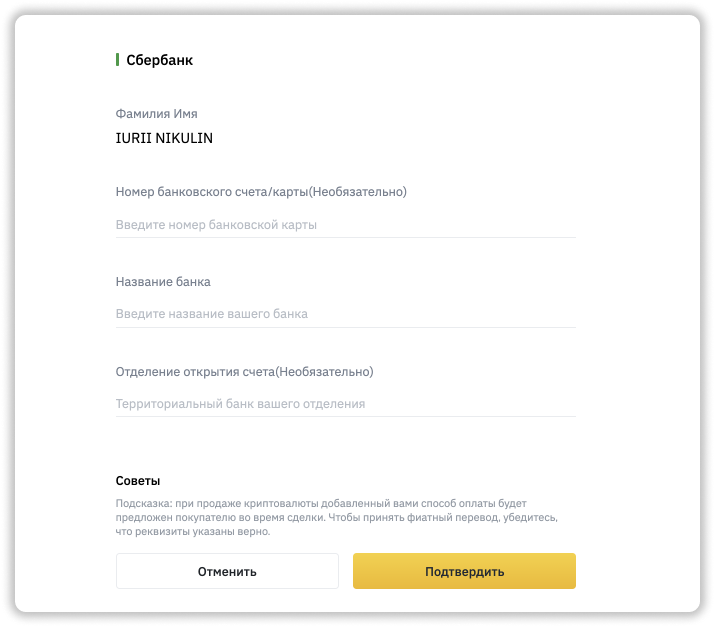 Сбербанк
Фамилия Имя
IURII NIKULIN
Номер банковского счета/карты(Необязательно)
Введите номер банковской карты
Название банка
Введите название вашего банка
Отделение открытия счета(Необязательно)
Территориальный банк вашего отделения
Советы
Подсказка: при продаже криптовалюты добавленный вами способ оплаты будет
предложен покупателю во время сделки. Чтобы принять фиатный перевод, убедитесь,
что реквизиты указаны верно.
Отменить
Подтвердить